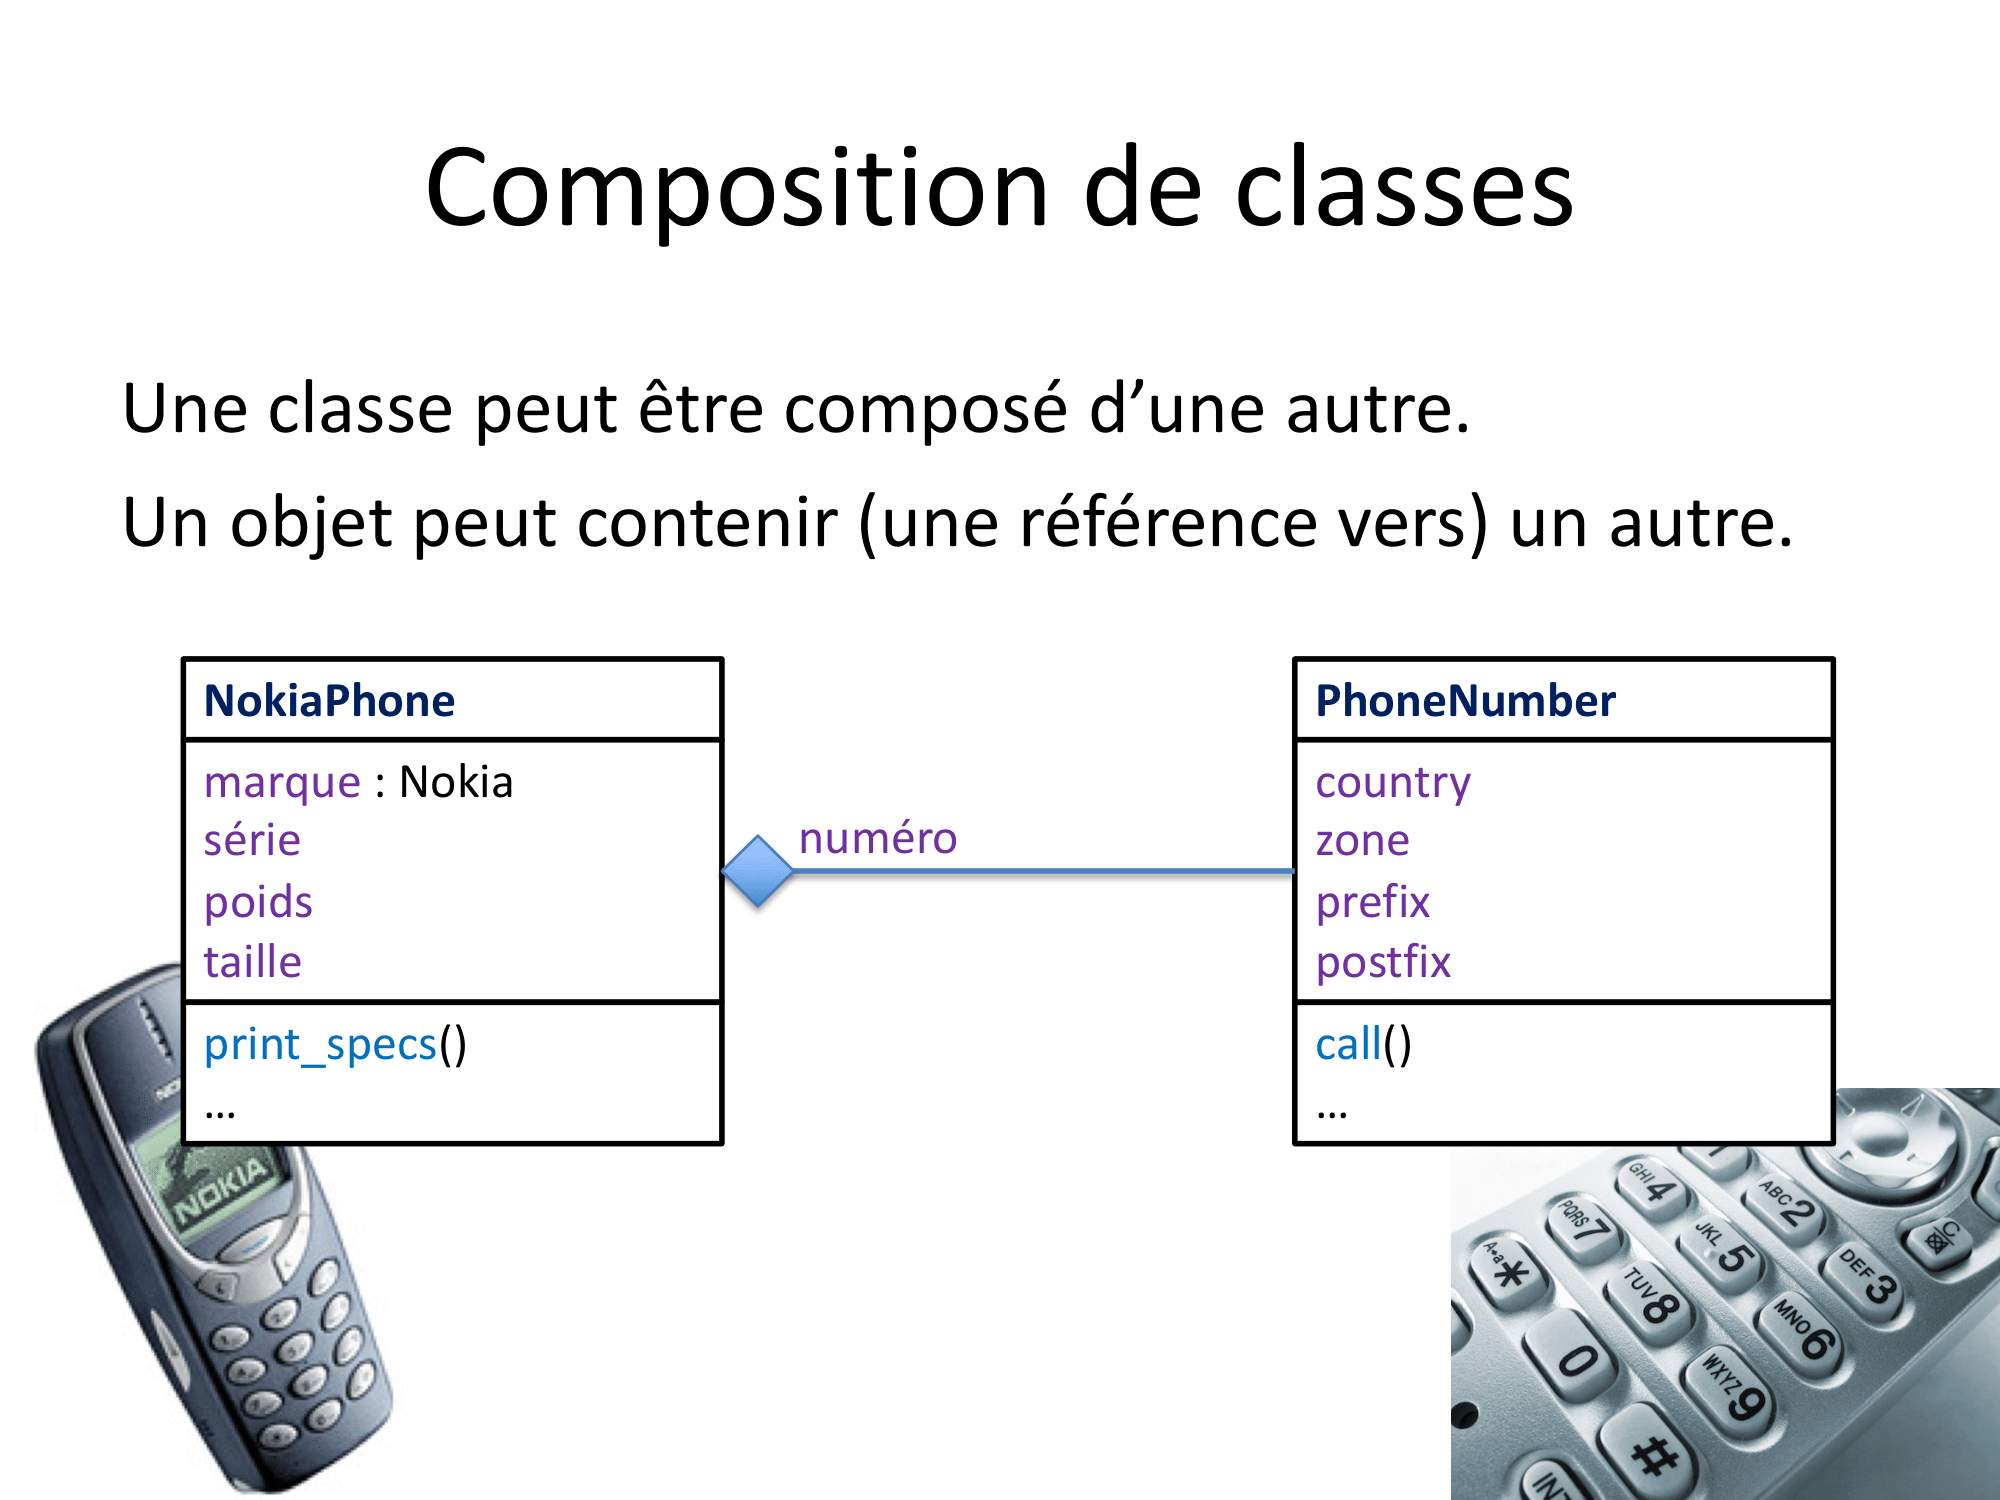 Composition de classes
Une classe peut être composé d’une autre.
Un objet peut contenir (une référence vers) un autre.
NokiaPhone
marque : Nokia
série
poids
taille
print_specs()
...
numéro
PhoneNumber
country
zone
prefix
postfix
call()
...
NOKIA
1
GHI 4
ABC 2
PQRS 7
JKL 5
DEF 3
A→a *
TUV 8
MNO 6
0
WXYZ 9
#
INT
C